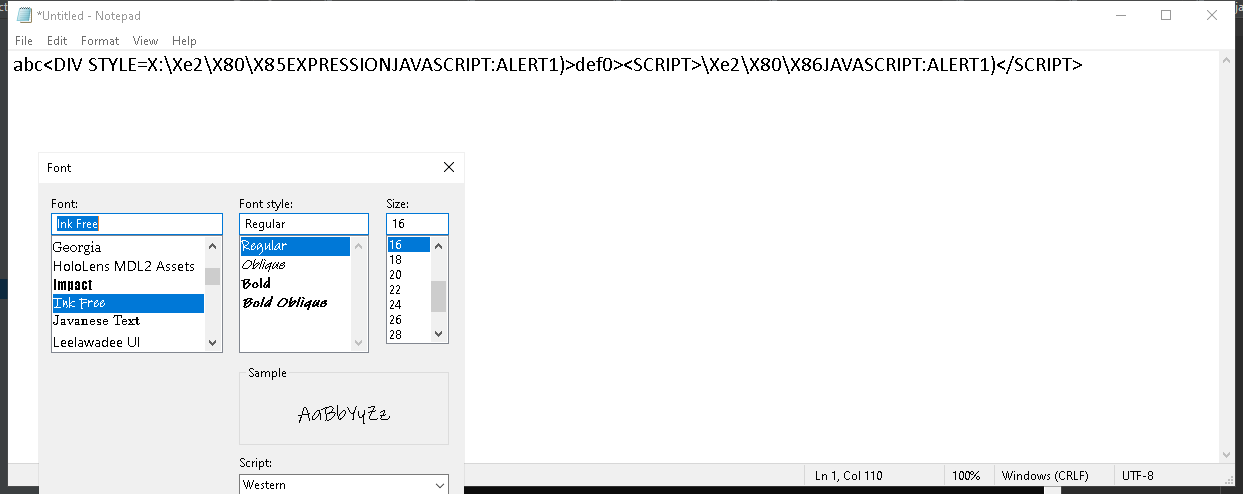 *Untitled - Notepad
File Edit Format View Help
abc<DIV STYLE=X:\Xe2\X80\X85EXPRESSIONJAVASCRIPT:ALERT1)>def0><SCRIPT>\Xe2\X80\X86JAVASCRIPT:ALERT1)</SCRIPT>
Font
Font: Font style: Size:
Ink Free Regular 16
Georgia Regular 16
HoloLens MDL2 Assets Oblique 18
Impact Bold 20
Ink Free Bold Oblique 22
Javanese Text 24
Leelawadee UI 26
28
Sample
AaBbYyZz
Script:
Western
Ln 1, Col 110 100% Windows (CRLF) UTF-8